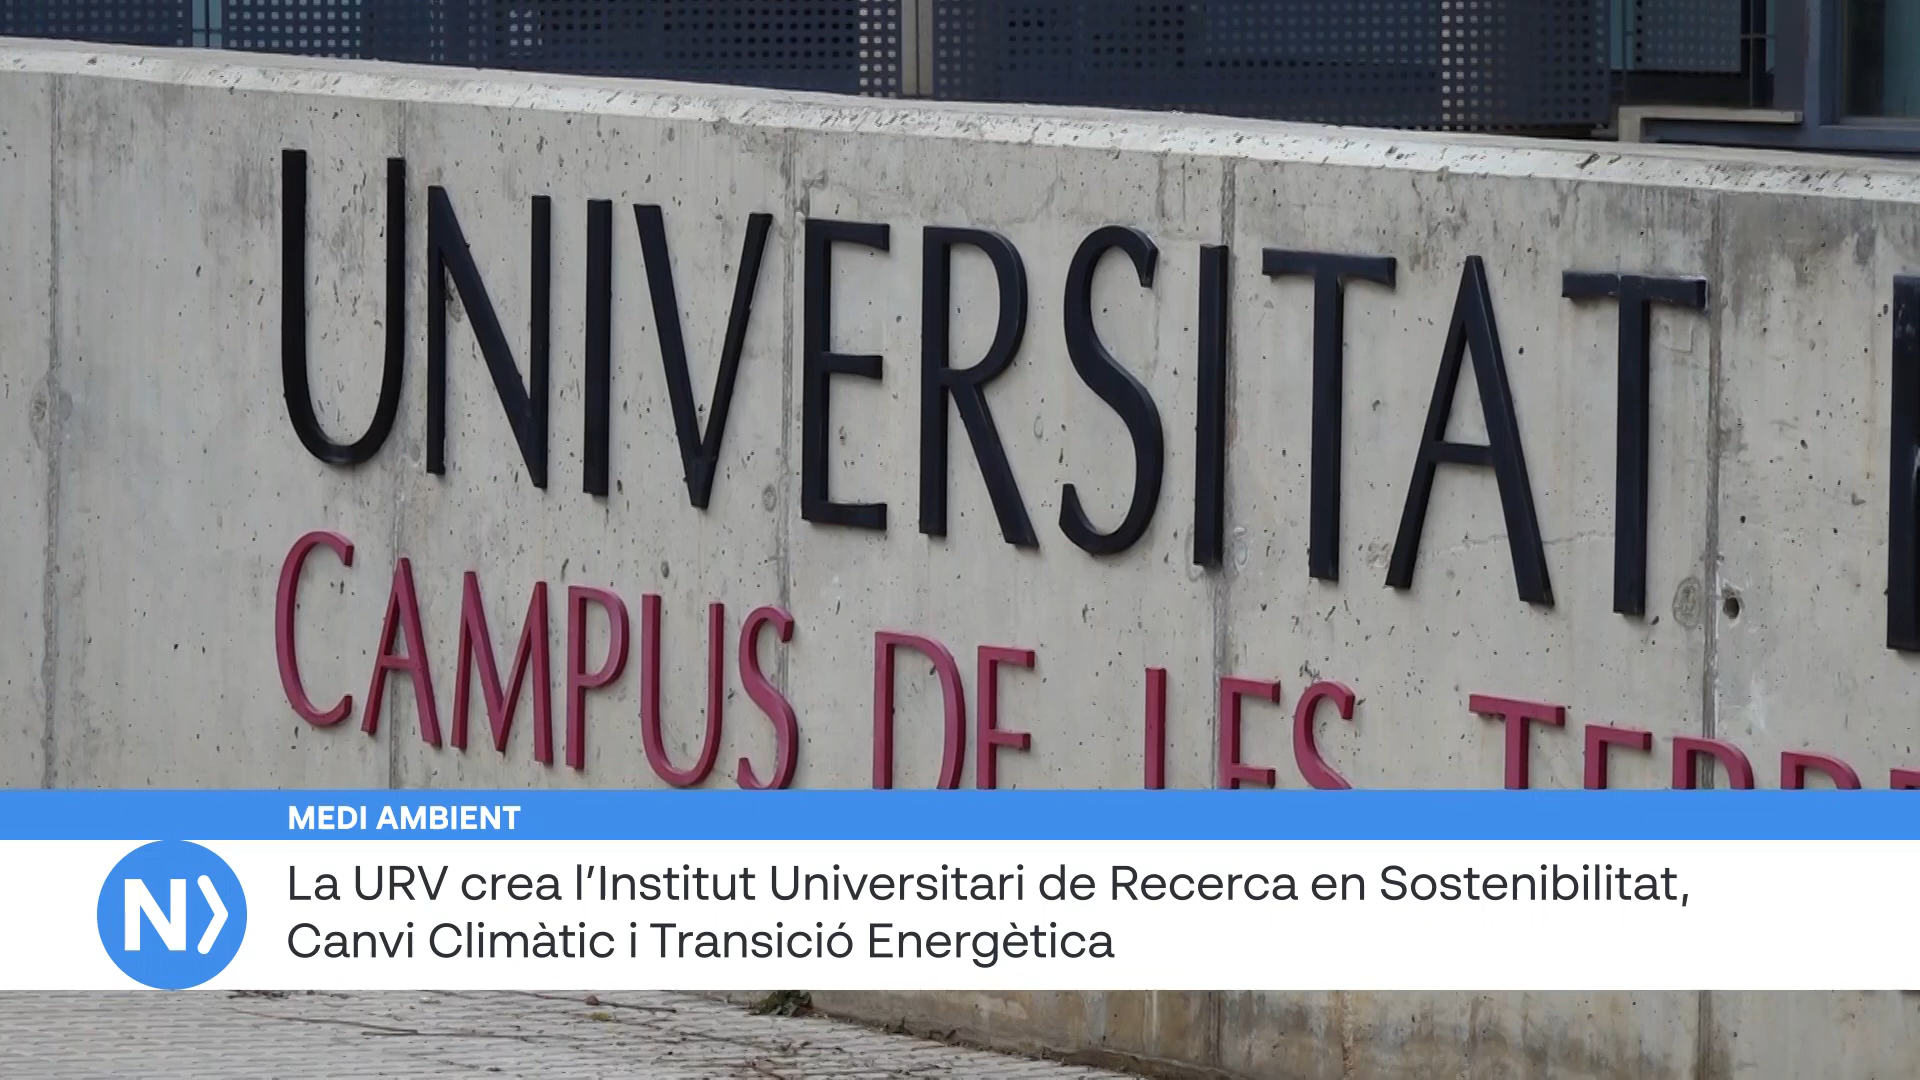 UNIVERSITAT
CAMPUS DE LES
MEDI AMBIENT
N
La URV crea l’Institut Universitari de Recerca en Sostenibilitat,
Canvi Climàtic i Transició Energètica